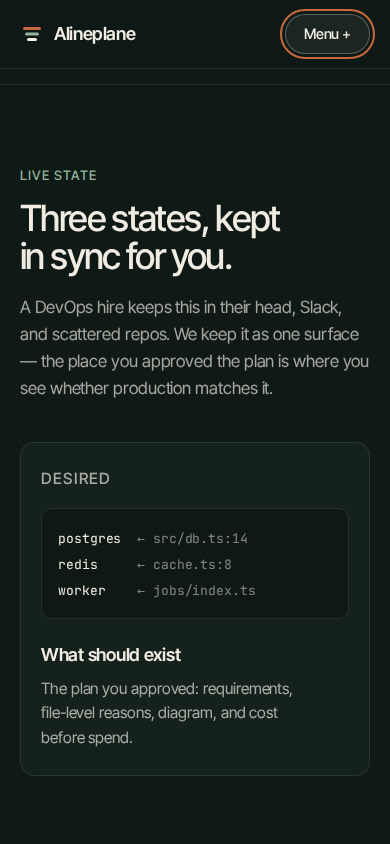 Alineplane
Menu +
LIVE STATE
Three states, kept
in sync for you.
A DevOps hire keeps this in their head, Slack,
and scattered repos. We keep it as one surface
— the place you approved the plan is where you
see whether production matches it.
DESIRED
postgres ← src/db.ts:14
redis ← cache.ts:8
worker ← jobs/index.ts
What should exist
The plan you approved: requirements,
file-level reasons, diagram, and cost
before spend.